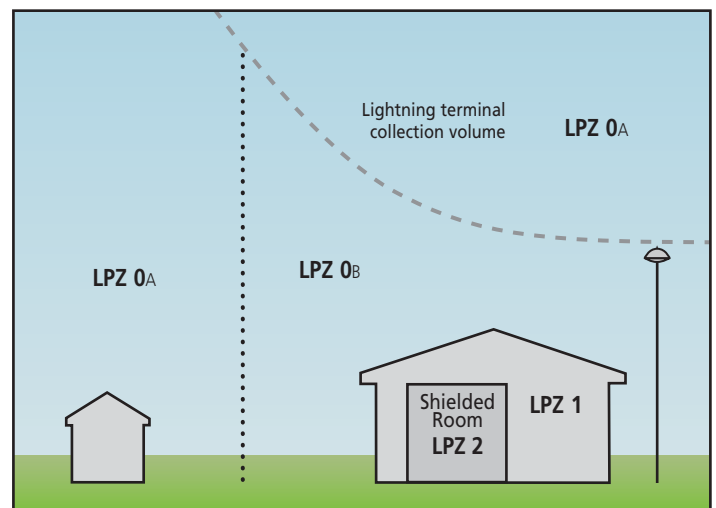 Lightning terminal
collection volume
LPZ 0A
LPZ 0A
LPZ 0B
Shielded
Room
LPZ 2
LPZ 1